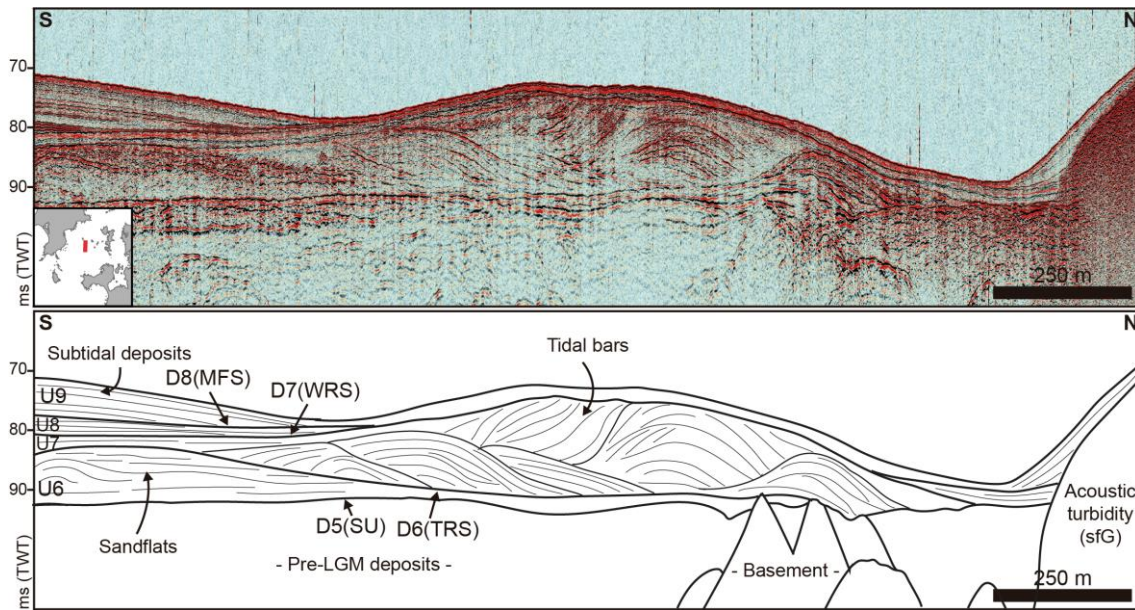 S
N
70
80
90
ms (TWT)
250 m
S
N
Subtidal deposits
Tidal bars
D8(MFS)
D7(WRS)
70
U9
80
U8
U7
90
U6
Sandflats
D5(SU)
D6(TRS)
Acoustic
turbidity
(sfG)
- Pre-LGM deposits -
- Basement -
ms (TWT)
250 m